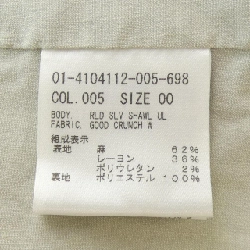 01-4104112-005-698
COL.005 SIZE 00
BODY. RLD SLV S-AWL UL
FABRIC. GOOD CRUNCH W
組成表示
表地 麻 62%
レーヨン 36%
ポリウレタン 2%
裏地 ポリエステル 100%